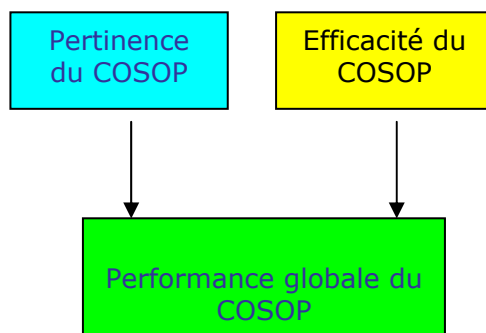 Pertinence
du COSOP
Efficacité du
COSOP
Performance globale du
COSOP